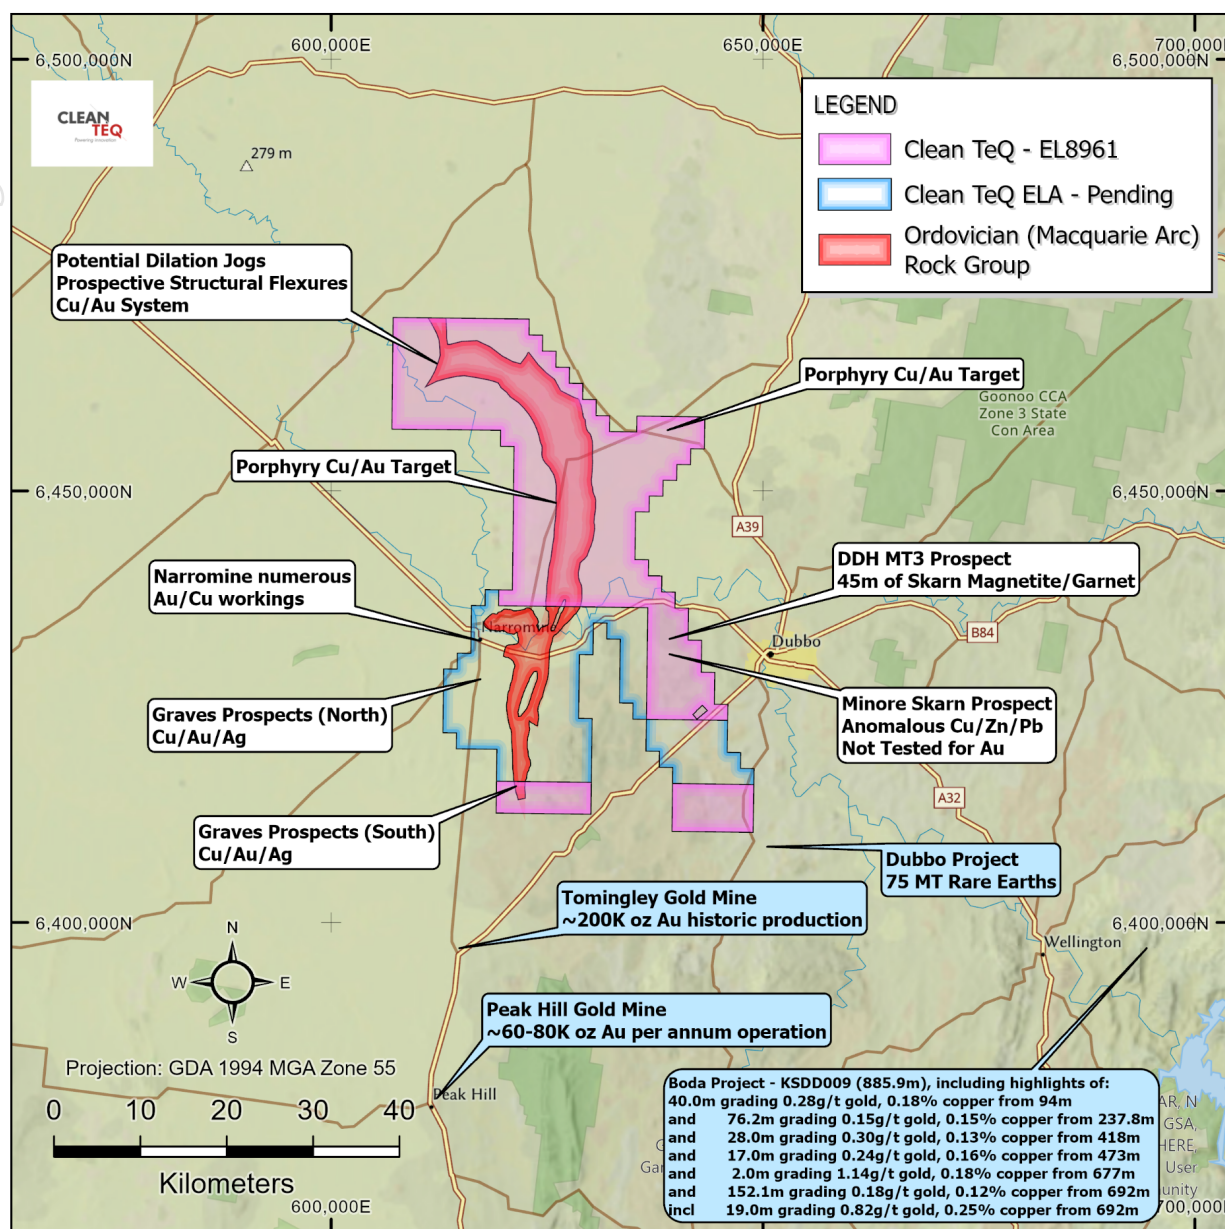 600,000E
650,000E
700,000
6,500,000N
6,500,000N
CLEAN
TEQ
Powering innovation
279 m
LEGEND
Clean TeQ - EL8961
Clean TeQ ELA - Pending
Ordovician (Macquarie Arc)
Rock Group
Potential Dilation Jogs
Prospective Structural Flexures
Cu/Au System
Porphyry Cu/Au Target
Goonoo CCA
Zone 3 State
Con Area
Porphyry Cu/Au Target
6,450,000N
6,450,000N
A39
DDH MT3 Prospect
45m of Skarn Magnetite/Garnet
Narromine numerous
Au/Cu workings
Narromine
Dubbo
B84
Minore Skarn Prospect
Anomalous Cu/Zn/Pb
Not Tested for Au
Graves Prospects (North)
Cu/Au/Ag
A32
Graves Prospects (South)
Cu/Au/Ag
Dubbo Project
75 MT Rare Earths
Tomingley Gold Mine
~200K oz Au historic production
6,400,000N
6,400,000N
Wellington
N
W
E
S
Peak Hill Gold Mine
~60-80K oz Au per annum operation
Projection: GDA 1994 MGA Zone 55
0 10 20 40
Kilometers
Peak Hill
Boda Project - KSDD009 (885.9m), including highlights of:
40.0m grading 0.28g/t gold, 0.18% copper from 94m
and 76.2m grading 0.15g/t gold, 0.15% copper from 237.8m
and 28.0m grading 0.30g/t gold, 0.13% copper from 418m
and 17.0m grading 0.24g/t gold, 0.16% copper from 473m
and 2.0m grading 1.14g/t gold, 0.18% copper from 677m
and 152.1m grading 0.18g/t gold, 0.12% copper from 692m
incl 19.0m grading 0.82g/t gold, 0.25% copper from 692m
AR, N
GSA,
HERE,
User
unity
600,000E
700,000